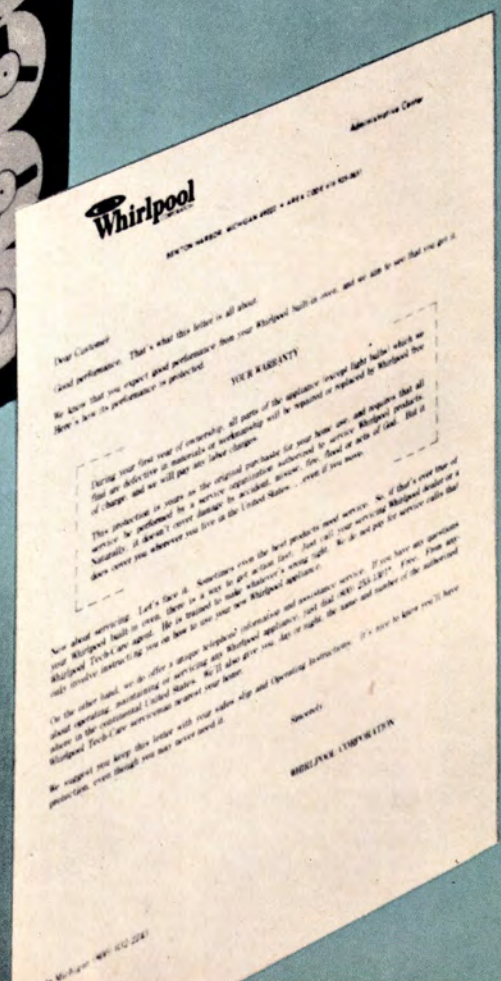 Administrative Center
Whirlpool
CORPORATION
BENTON HARBOR, MICHIGAN 49022 • AREA CODE 616
Dear Customer
Good performance. That's what this letter is all about.
We know that you expect good performance from your Whirlpool built-in oven, and we aim to see that you get it.
Here's how its performance is protected.
YOUR WARRANTY
During your first year of ownership, all parts of the appliance (except light bulbs) which we
find are defective in materials or workmanship will be repaired or replaced by Whirlpool free
of charge, and we will pay any labor charges.
This protection is yours as the original purchaser for your home use, and requires that all
service be performed by a service organization authorized to service Whirlpool products.
Naturally, it doesn't cover damage by accident, misuse, fire, flood or acts of God. But it
does cover you wherever you live in the United States . . . even if you move.
Now about servicing. Let's face it. Sometimes even the best products need service. So, if that's ever true of
your Whirlpool built-in oven, there is a way to get action fast. Just call your servicing Whirlpool dealer or a
Whirlpool Tech-Care agent. He is trained to make whatever's wrong right. We do not pay for service calls that
only involve instructing you on how to use your new Whirlpool appliance.
On the other hand, we do offer a unique telephone information and assistance service. If you have any questions
about operating, maintaining or servicing any Whirlpool appliance, just dial (800) 253-1301. Free. From any-
where in the continental United States. We'll also give you, day or night, the name and number of the authorized
Whirlpool Tech-Care serviceman nearest your home.
We suggest you keep this letter with your sales slip and Operating Instructions. It's nice to know you'll have
protection, even though you may never need it.
Sincerely
WHIRLPOOL CORPORATION
Michigan (800) 632-2243